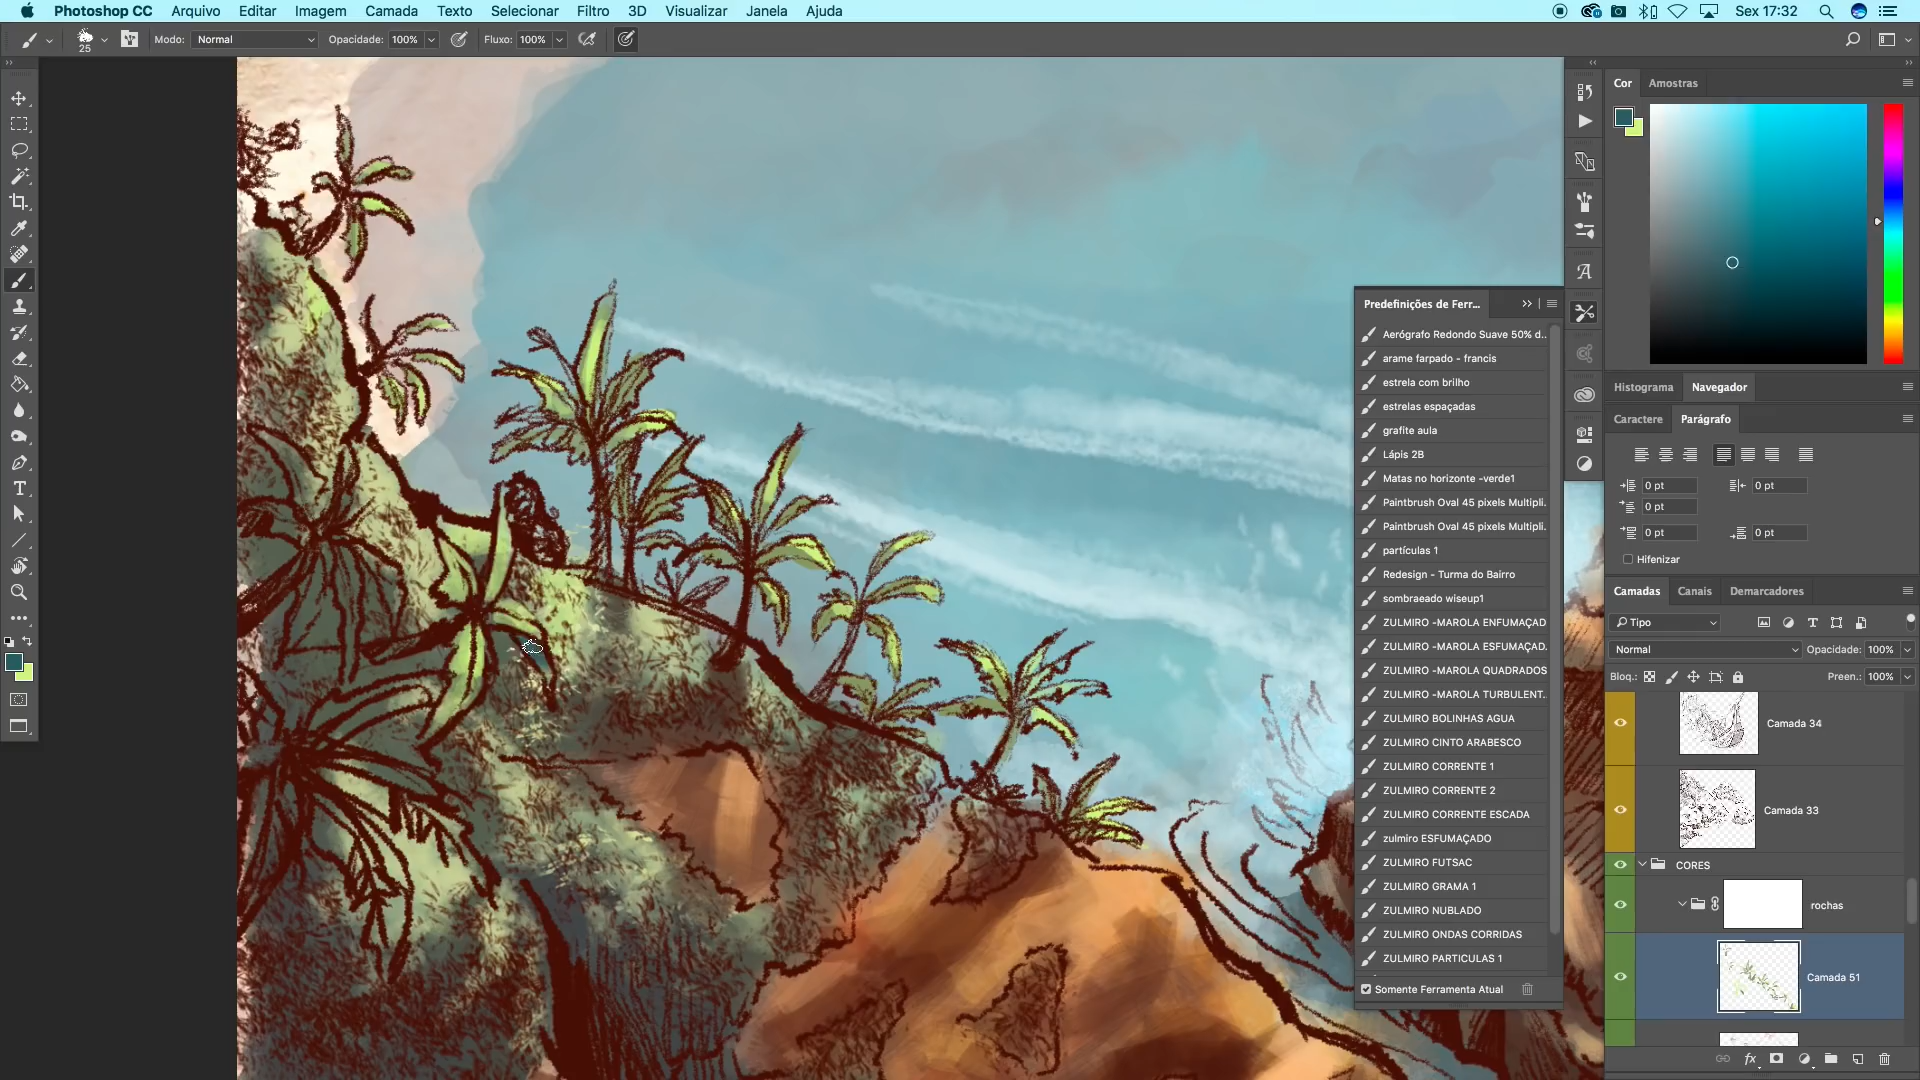 Photoshop CC Arquivo Editar Imagem Camada Texto Selecionar Filtro 3D Visualizar Janela Ajuda Sex 17:32
25 Modo: Normal Opacidade: 100% Fluxo: 100%
Cor Amostras
Predefinições de Ferr...
Aerógrafo Redondo Suave 50% d...
arame farpado - francis
estrela com brilho
estrelas espaçadas
grafite aula
Lápis 2B
Matas no horizonte -verde1
Paintbrush Oval 45 pixels Multipli...
Paintbrush Oval 45 pixels Multipli...
partículas 1
Redesign - Turma do Bairro
sombraeado wiseup1
ZULMIRO -MAROLA ENFUMAÇAD
ZULMIRO -MAROLA ESFUMAÇAD...
ZULMIRO -MAROLA QUADRADOS
ZULMIRO -MAROLA TURBULENT...
ZULMIRO BOLINHAS AGUA
ZULMIRO CINTO ARABESCO
ZULMIRO CORRENTE 1
ZULMIRO CORRENTE 2
ZULMIRO CORRENTE ESCADA
zulmiro ESFUMAÇADO
ZULMIRO FUTSAC
ZULMIRO GRAMA 1
ZULMIRO NUBLADO
ZULMIRO ONDAS CORRIDAS
ZULMIRO PARTICULAS 1
Somente Ferramenta Atual
Histograma Navegador
Caractere Parágrafo
0 pt 0 pt
0 pt
0 pt 0 pt
Hifenizar
Camadas Canais Demarcadores
Tipo
Normal Opacidade: 100%
Bloq.: Preen.: 100%
Camada 34
Camada 33
CORES
rochas
Camada 51
fx